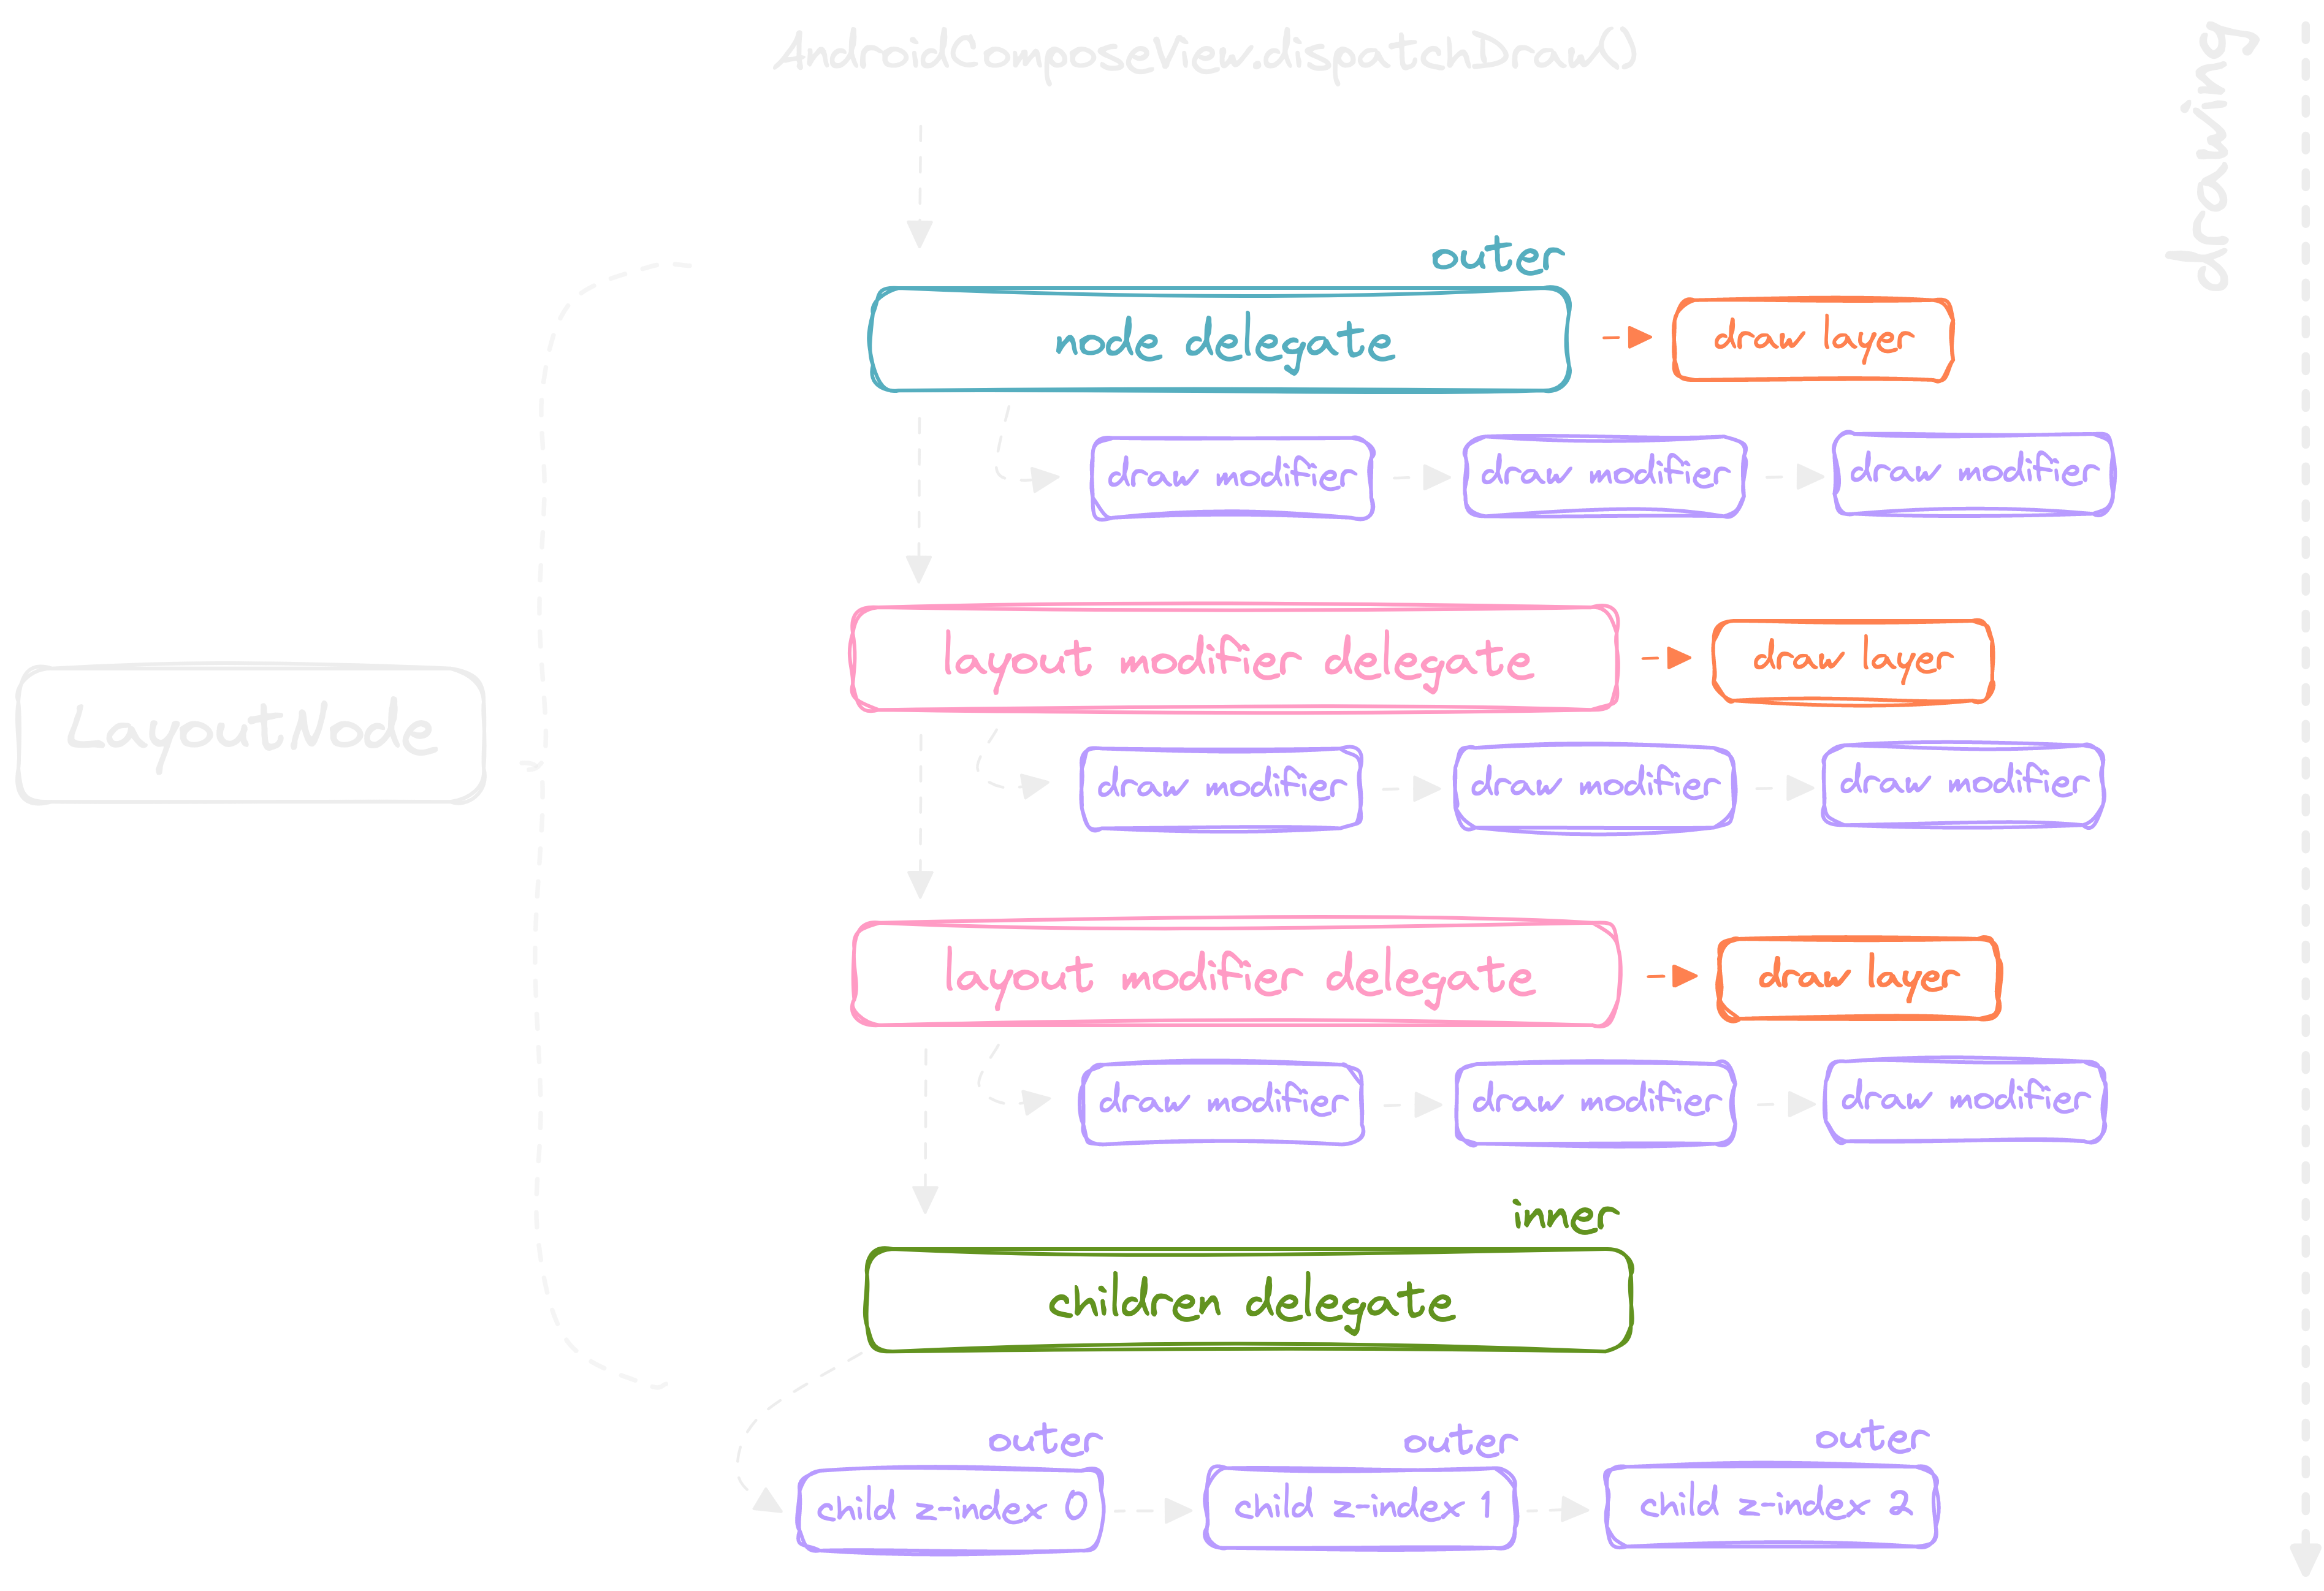 AndroidComposeView.dispatchDraw()
drawing
outer
node delegate
draw layer
draw modifier
draw modifier
draw modifier
layout modifier delegate
draw layer
LayoutNode
draw modifier
draw modifier
draw modifier
layout modifier delegate
draw layer
draw modifier
draw modifier
draw modifier
inner
children delegate
outer
outer
outer
child z-index 0
child z-index 1
child z-index 2